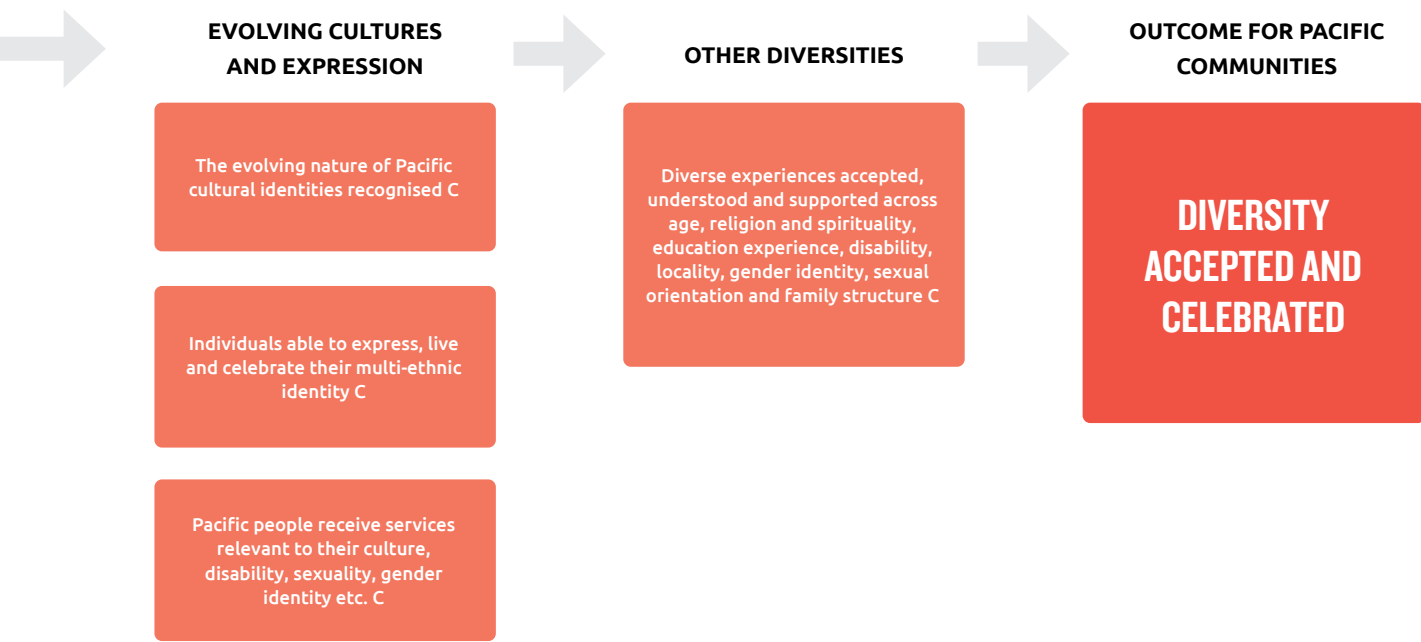 EVOLVING CULTURES
AND EXPRESSION
The evolving nature of Pacific
cultural identities recognised C
Individuals able to express, live
and celebrate their multi-ethnic
identity C
Pacific people receive services
relevant to their culture,
disability, sexuality, gender
identity etc. C
OTHER DIVERSITIES
Diverse experiences accepted,
understood and supported across
age, religion and spirituality,
education experience, disability,
locality, gender identity, sexual
orientation and family structure C
OUTCOME FOR PACIFIC
COMMUNITIES
DIVERSITY
ACCEPTED AND
CELEBRATED